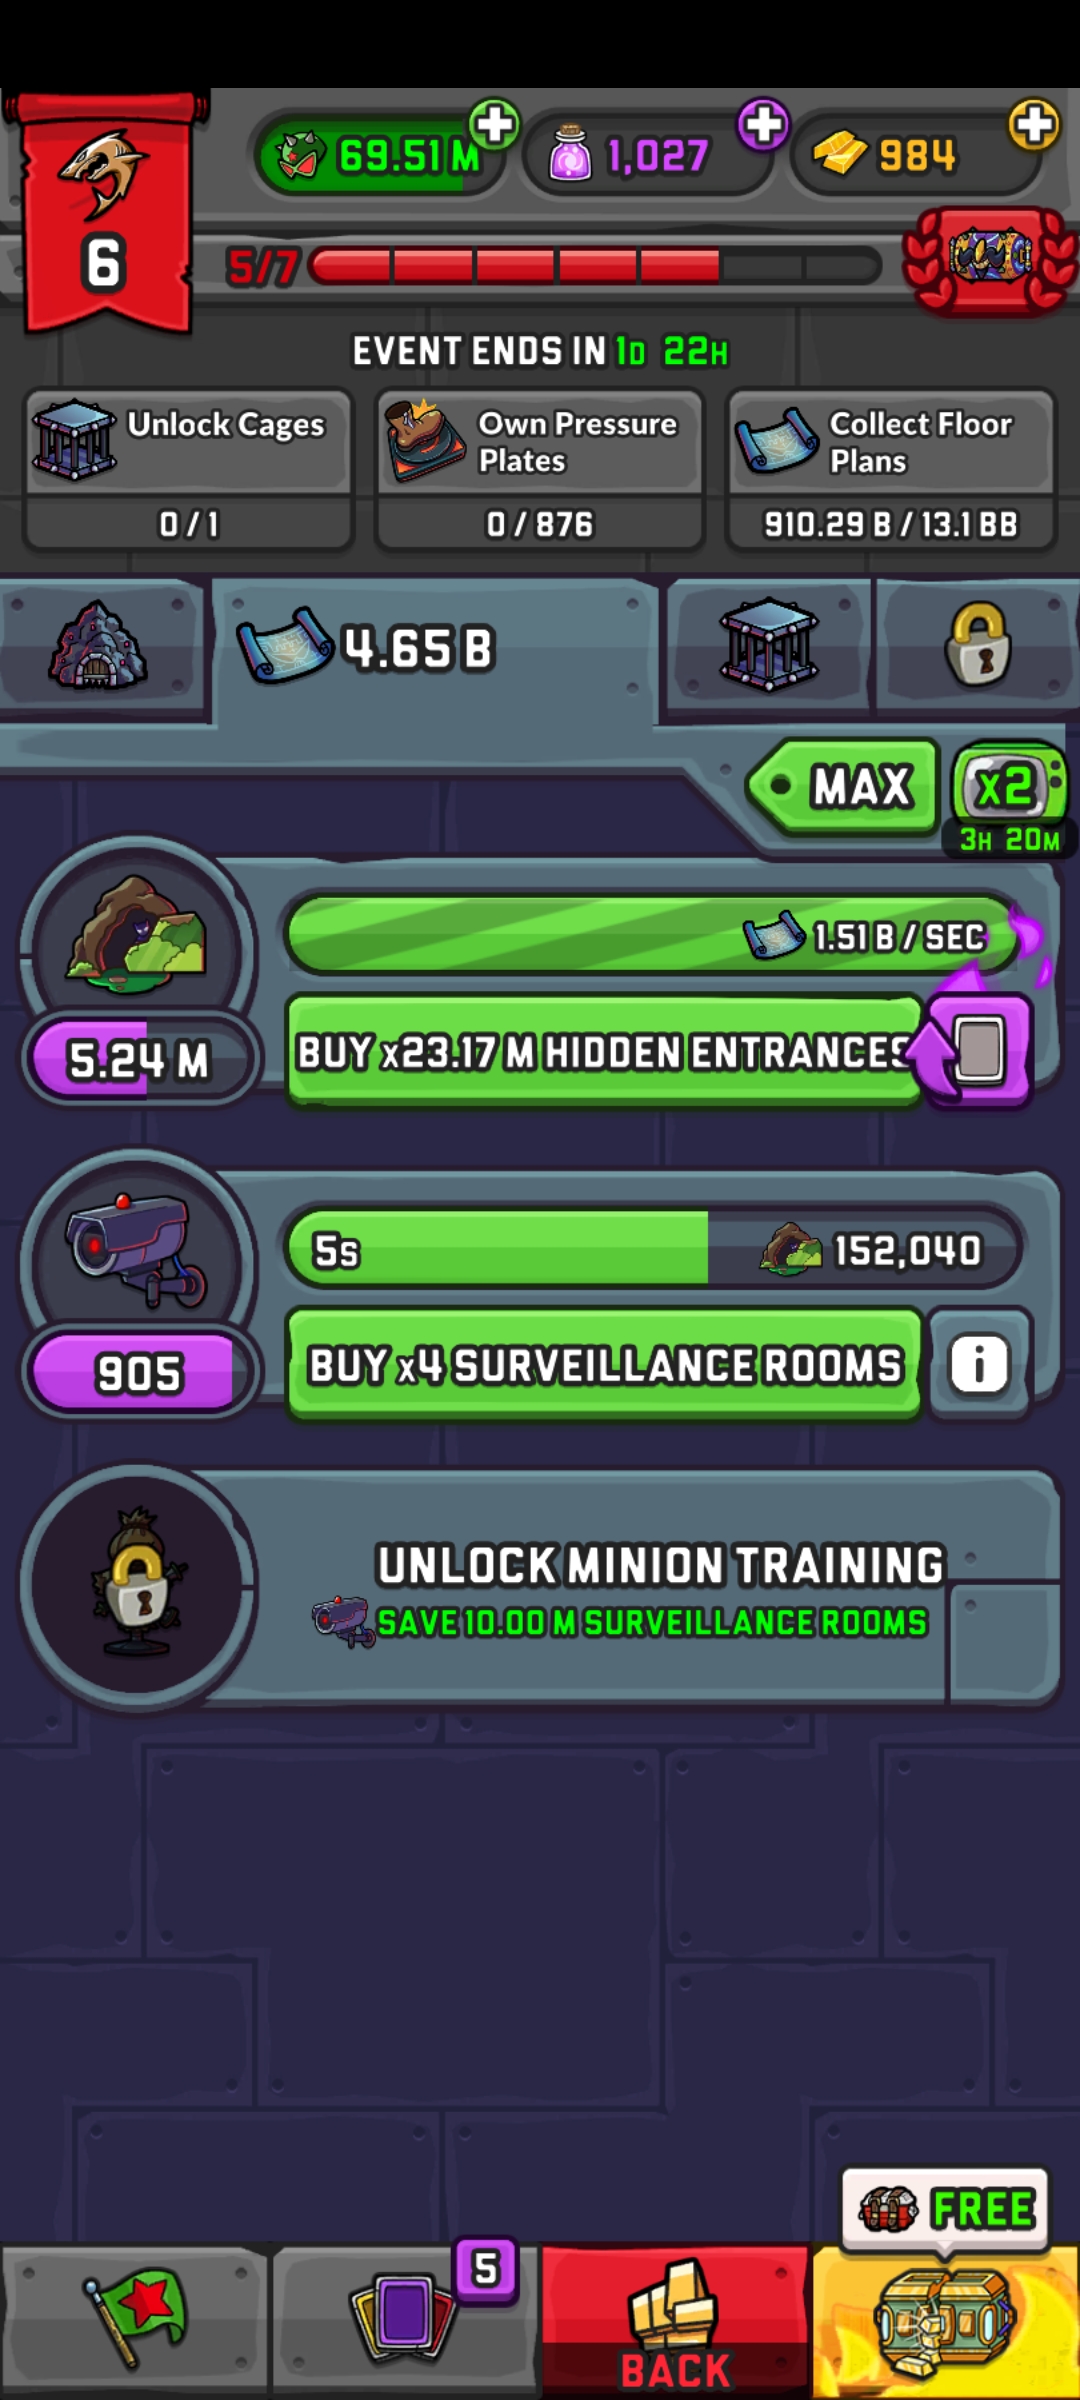 69.51 M
1,027
984
6
5/7
EVENT ENDS IN 1D 22H
Unlock Cages
0 / 1
Own Pressure
Plates
0 / 876
Collect Floor
Plans
910.29 B / 13.1 BB
4.65 B
MAX
x2
3H 20M
1.51 B / SEC
5.24 M
BUY x23.17 M HIDDEN ENTRANCES
5s
152,040
905
BUY x4 SURVEILLANCE ROOMS
i
UNLOCK MINION TRAINING
SAVE 10.00 M SURVEILLANCE ROOMS
FREE
5
BACK